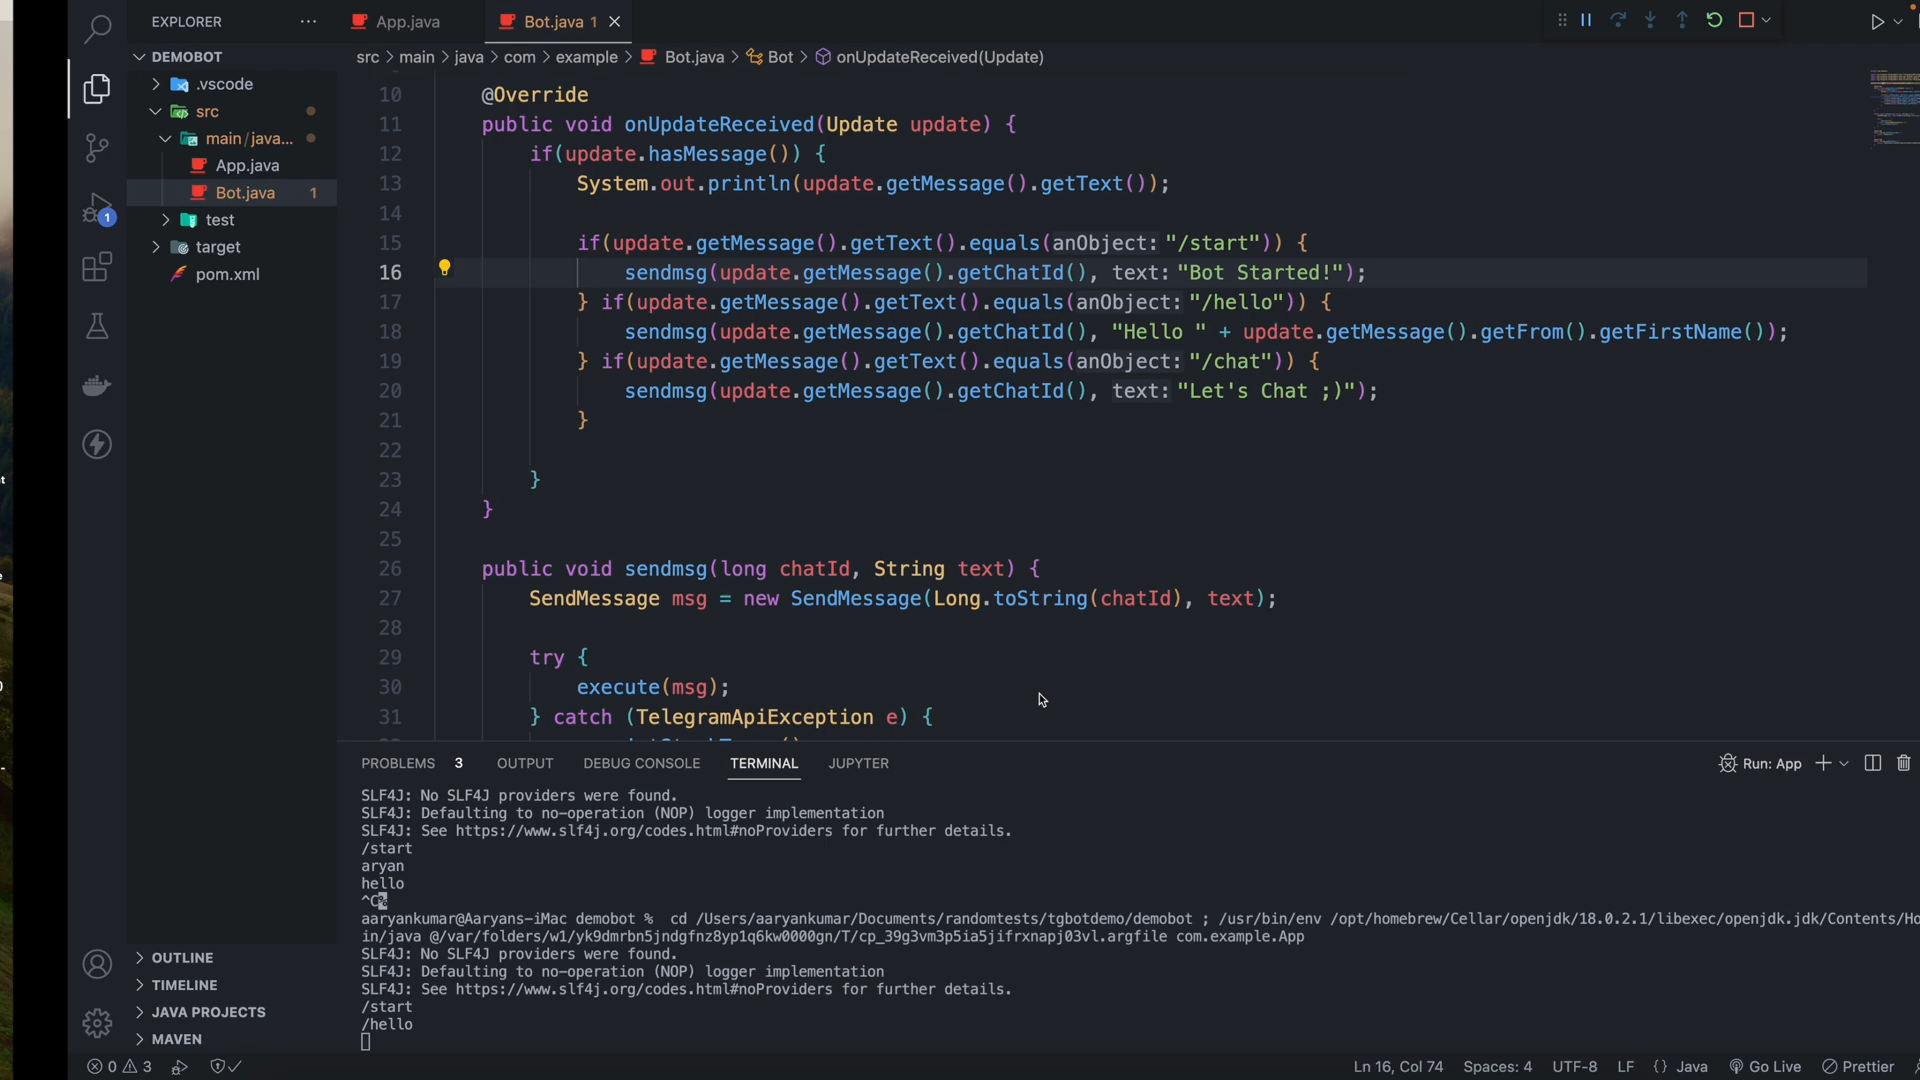 EXPLORER
App.java
Bot.java 1
DEMOBOT
.vscode
src
main/java...
App.java
Bot.java 1
test
target
pom.xml
src > main > java > com > example > Bot.java > Bot > onUpdateReceived(Update)
10 @Override
11 public void onUpdateReceived(Update update) {
12 if(update.hasMessage()) {
13 System.out.println(update.getMessage().getText());
14
15 if(update.getMessage().getText().equals(anObject: "/start")) {
16 sendmsg(update.getMessage().getChatId(), text: "Bot Started!");
17 } if(update.getMessage().getText().equals(anObject: "/hello")) {
18 sendmsg(update.getMessage().getChatId(), "Hello " + update.getMessage().getFrom().getFirstName());
19 } if(update.getMessage().getText().equals(anObject: "/chat")) {
20 sendmsg(update.getMessage().getChatId(), text: "Let's Chat ;)");
21 }
22
23 }
24 }
25
26 public void sendmsg(long chatId, String text) {
27 SendMessage msg = new SendMessage(Long.toString(chatId), text);
28
29 try {
30 execute(msg);
31 } catch (TelegramApiException e) {
PROBLEMS 3 OUTPUT DEBUG CONSOLE TERMINAL JUPYTER
Run: App
SLF4J: No SLF4J providers were found.
SLF4J: Defaulting to no-operation (NOP) logger implementation
SLF4J: See https://www.slf4j.org/codes.html#noProviders for further details.
/start
aryan
hello
^C%
aaryankumar@Aaryans-iMac demobot % cd /Users/aaryankumar/Documents/randomtests/tgbotdemo/demobot ; /usr/bin/env /opt/homebrew/Cellar/openjdk/18.0.2.1/libexec/openjdk.jdk/Contents/Ho
in/java @/var/folders/w1/yk9dmrbn5jndgfnz8yp1q6kw0000gn/T/cp_39g3vm3p5ia5jifrxnapj03vl.argfile com.example.App
SLF4J: No SLF4J providers were found.
SLF4J: Defaulting to no-operation (NOP) logger implementation
SLF4J: See https://www.slf4j.org/codes.html#noProviders for further details.
/start
/hello
1
OUTLINE
TIMELINE
JAVA PROJECTS
MAVEN
0 3
Ln 16, Col 74 Spaces: 4 UTF-8 LF {} Java Go Live Prettier